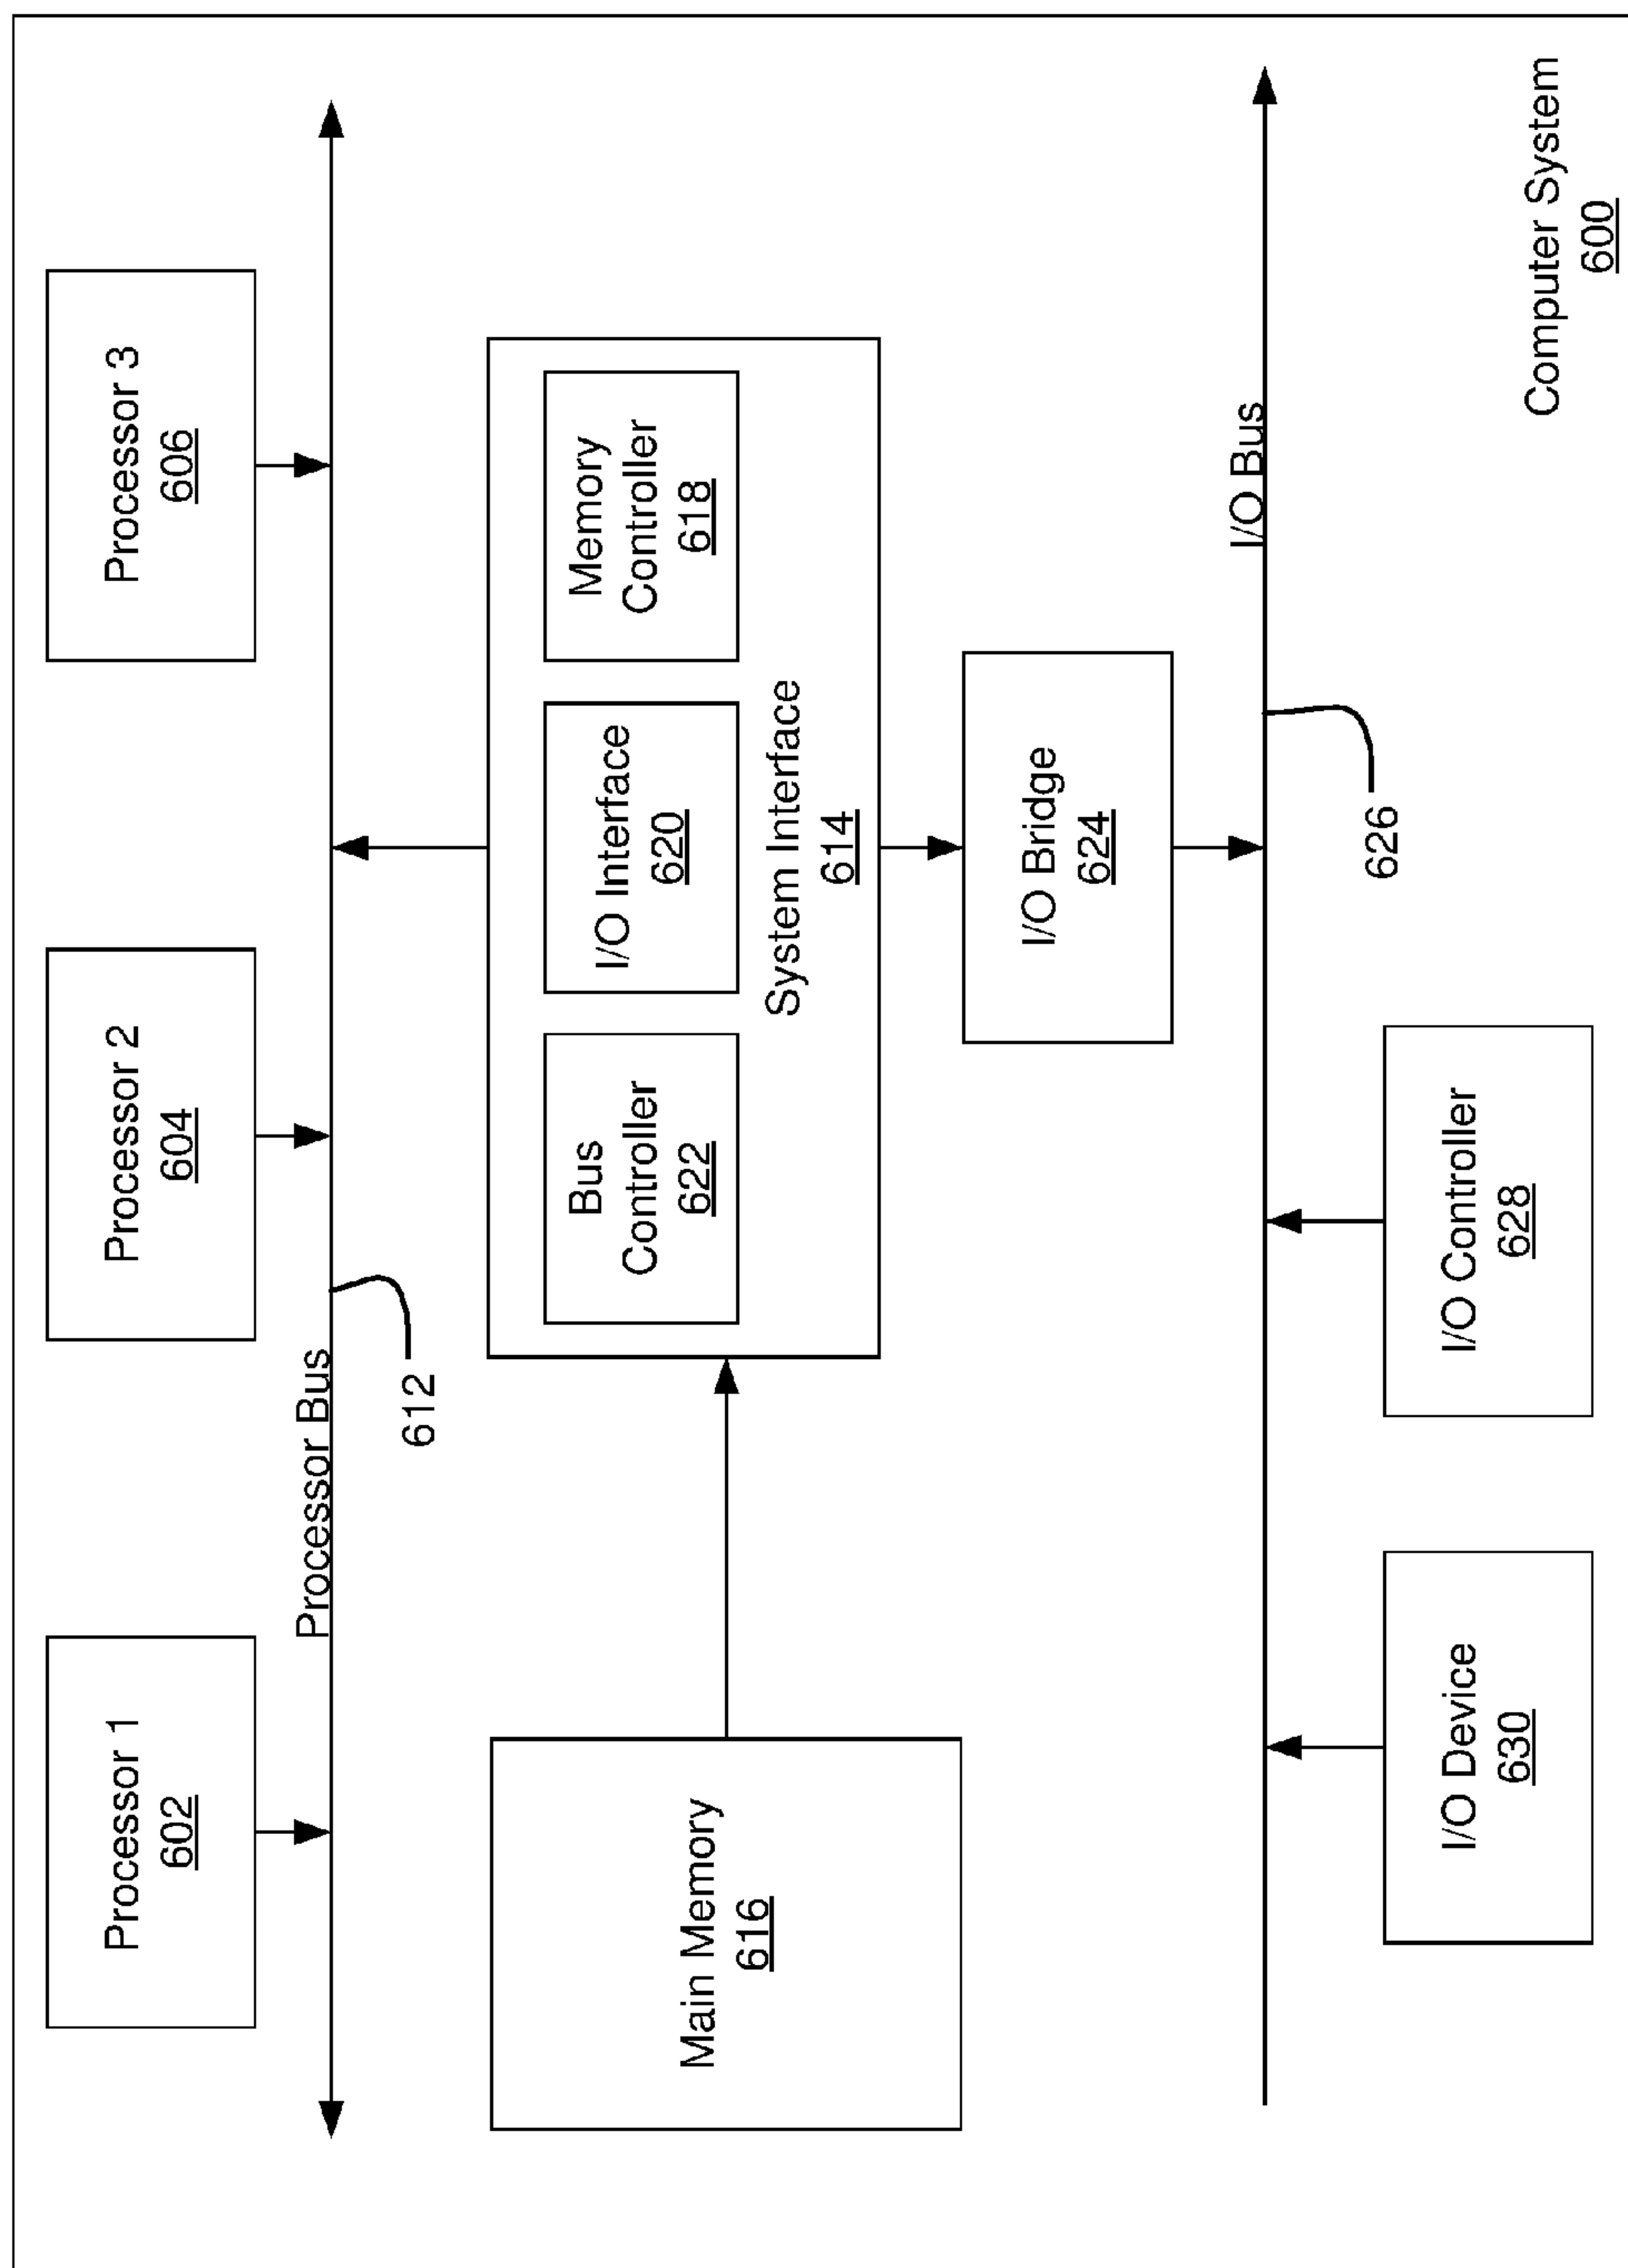 Processor 1
602
Processor 2
604
Processor 3
606
Processor Bus
612
Main Memory
616
Bus
Controller
622
I/O Interface
620
Memory
Controller
618
System Interface
614
I/O Bridge
624
I/O Bus
626
I/O Device
630
I/O Controller
628
Computer System
600